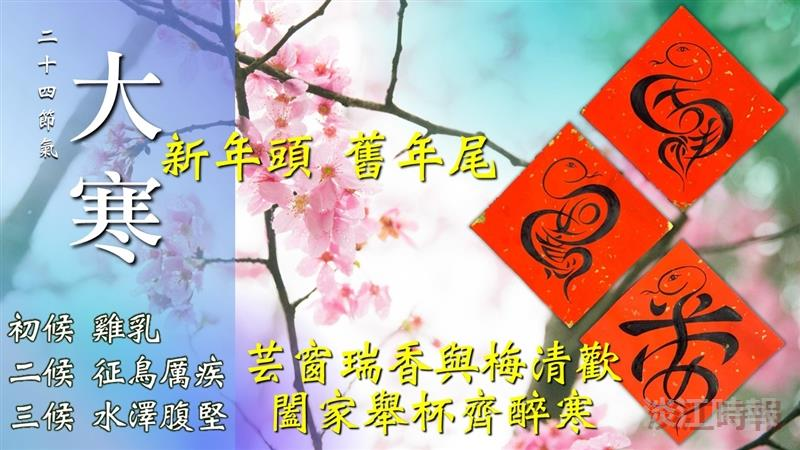 二十四節氣
大寒
新年頭 舊年尾
初候 雞乳
二候 征鳥厲疾
三候 水澤腹堅
芸窗瑞香與梅清歡
闔家舉杯齊醉寒
淡江時報